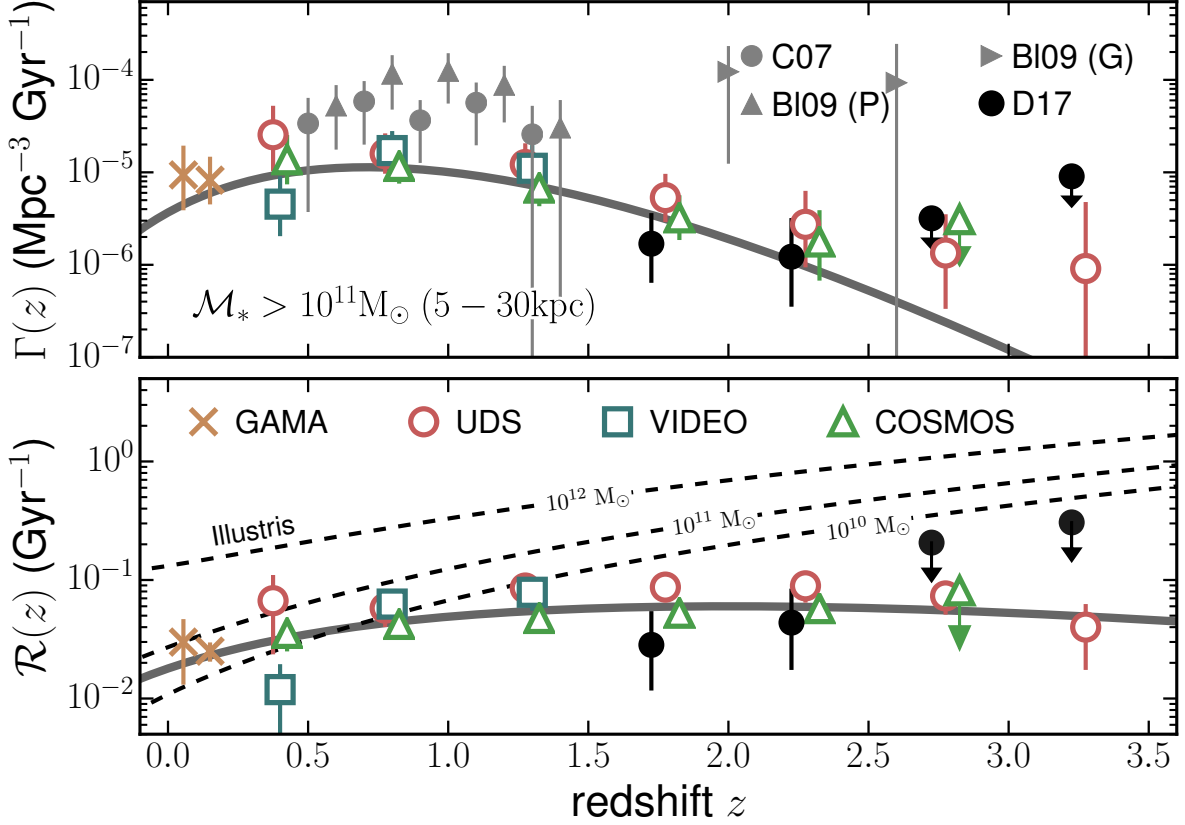 Γ(z) (Mpc⁻³ Gyr⁻¹)
10⁻⁴
10⁻⁵
10⁻⁶
10⁻⁷
C07
Bl09 (G)
Bl09 (P)
D17
ℳ∗ > 10¹¹M⊙ (5 − 30kpc)
ℛ(z) (Gyr⁻¹)
10⁰
10⁻¹
10⁻²
GAMA
UDS
VIDEO
COSMOS
Illustris
10¹² M⊙
10¹¹ M⊙
10¹⁰ M⊙
0.0 0.5 1.0 1.5 2.0 2.5 3.0 3.5
redshift z